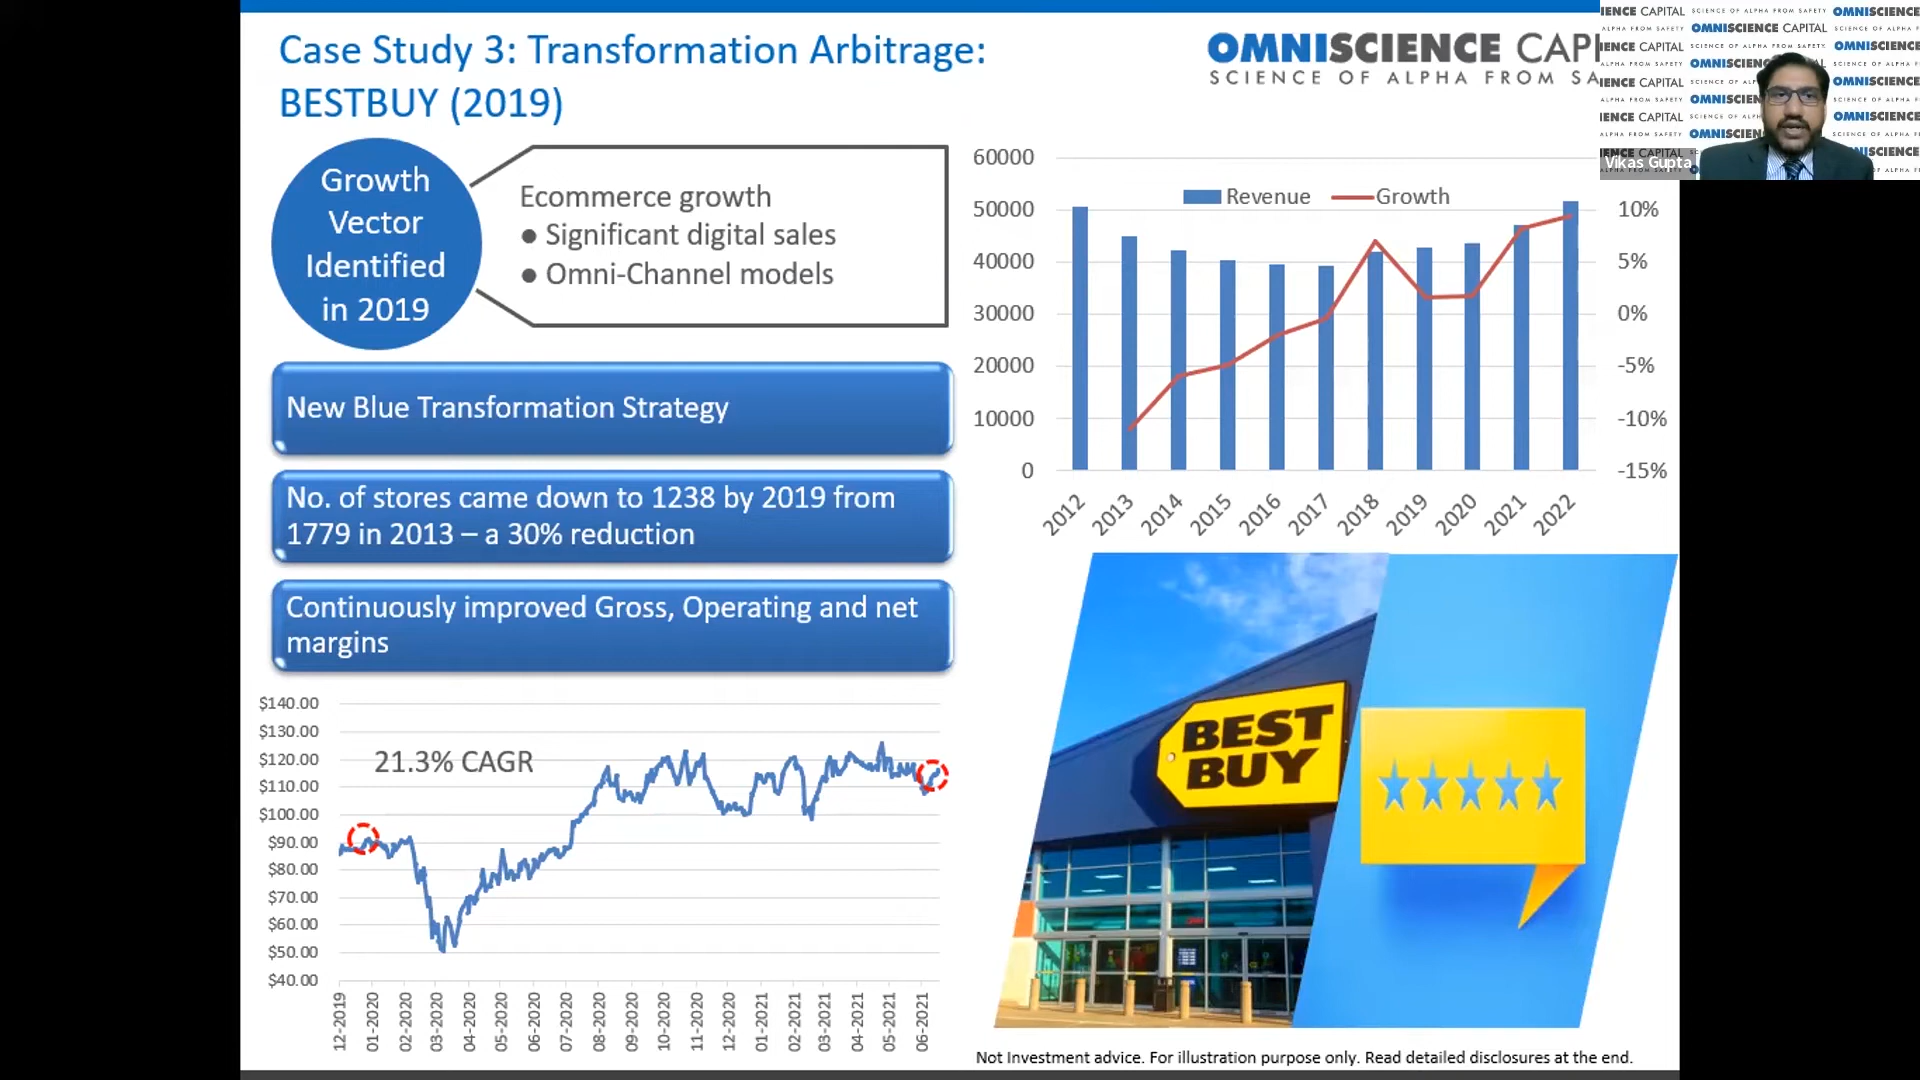 Case Study 3: Transformation Arbitrage:
BESTBUY (2019)
OMNISCIENCE CAPI
SCIENCE OF ALPHA FROM SA
Vikas Gupta
Growth
Vector
Identified
in 2019
Ecommerce growth
● Significant digital sales
● Omni-Channel models
New Blue Transformation Strategy
No. of stores came down to 1238 by 2019 from
1779 in 2013 – a 30% reduction
Continuously improved Gross, Operating and net
margins
Revenue
Growth
60000
50000
40000
30000
20000
10000
0
10%
5%
0%
-5%
-10%
-15%
2012
2013
2014
2015
2016
2017
2018
2019
2020
2021
2022
21.3% CAGR
$140.00
$130.00
$120.00
$110.00
$100.00
$90.00
$80.00
$70.00
$60.00
$50.00
$40.00
12-2019
01-2020
02-2020
03-2020
04-2020
05-2020
06-2020
07-2020
08-2020
09-2020
10-2020
11-2020
12-2020
01-2021
02-2021
03-2021
04-2021
05-2021
06-2021
BEST
BUY
Not Investment advice. For illustration purpose only. Read detailed disclosures at the end.